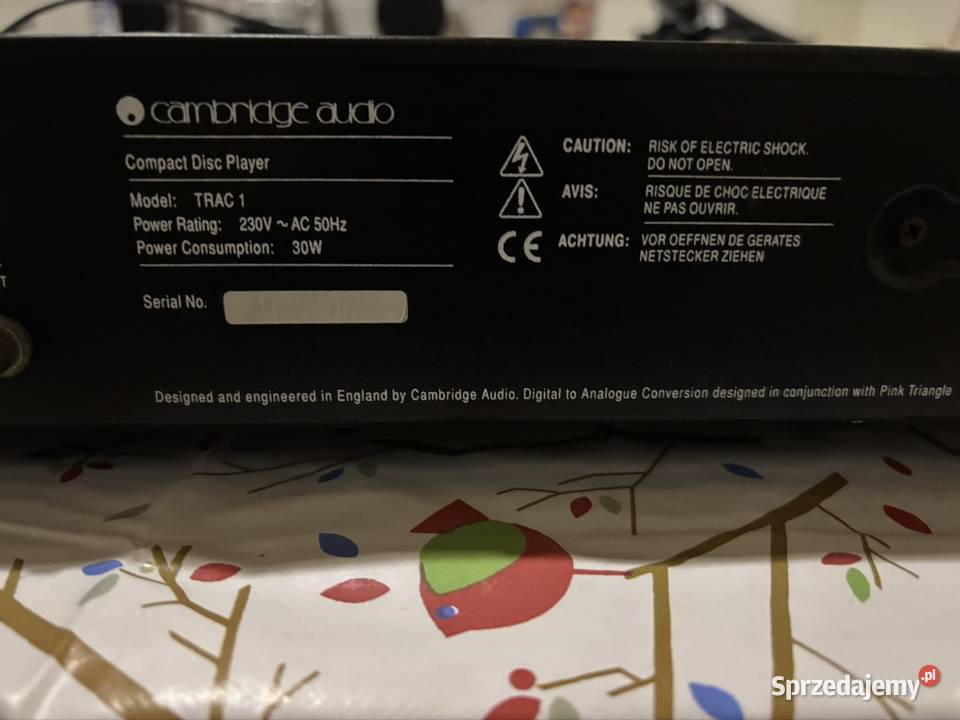 cambridge audio
Compact Disc Player
Model: TRAC 1
Power Rating: 230V ~ AC 50Hz
Power Consumption: 30W
Serial No.
CAUTION: RISK OF ELECTRIC SHOCK.
DO NOT OPEN.
AVIS: RISQUE DE CHOC ELECTRIQUE
NE PAS OUVRIR.
CE
ACHTUNG: VOR OEFFNEN DE GERATES
NETSTECKER ZIEHEN
T
Designed and engineered in England by Cambridge Audio. Digital to Analogue Conversion designed in conjunction with Pink Triangle
Sprzedajemy.pl